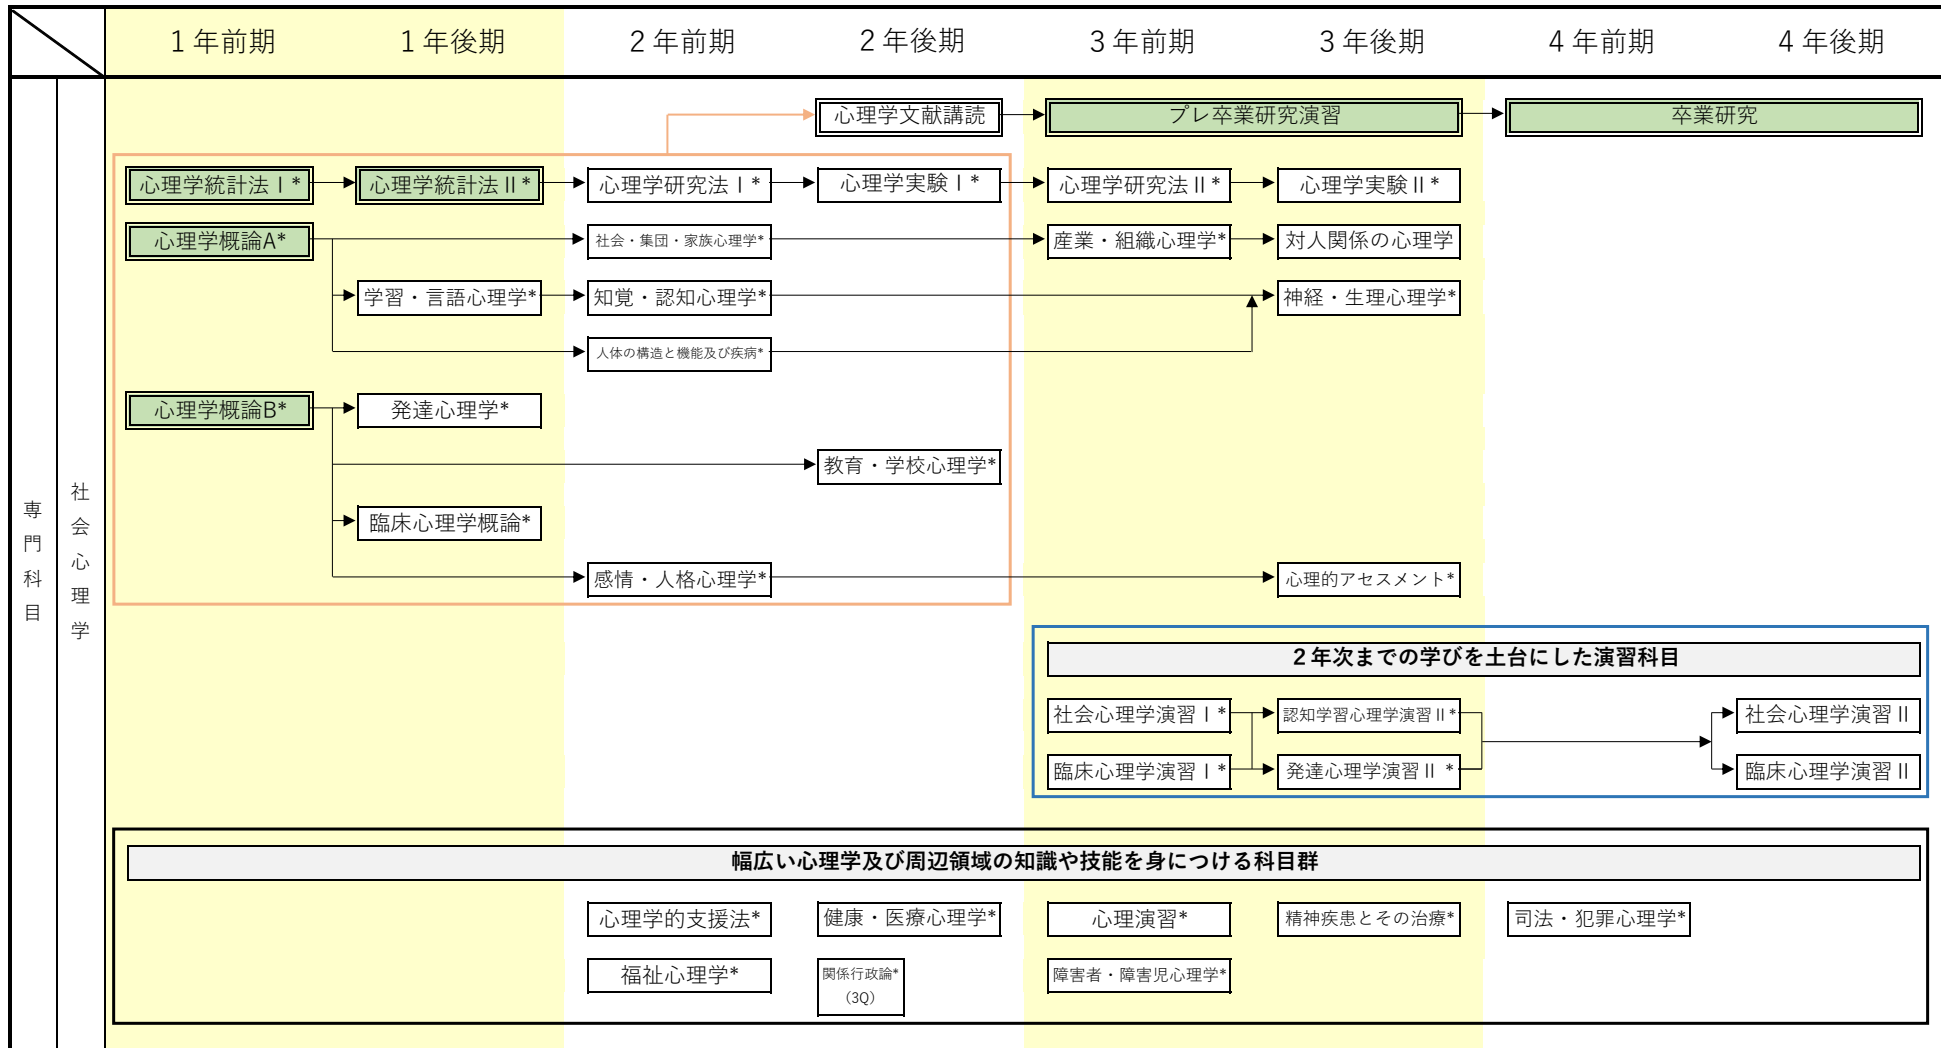 1年前期 1年後期 2年前期 2年後期 3年前期 3年後期 4年前期 4年後期
心理学文献講読 プレ卒業研究演習 卒業研究
心理学統計法Ⅰ* 心理学統計法Ⅱ* 心理学研究法Ⅰ* 心理学実験Ⅰ* 心理学研究法Ⅱ* 心理学実験Ⅱ*
心理学概論A* 社会・集団・家族心理学* 産業・組織心理学* 対人関係の心理学
学習・言語心理学* 知覚・認知心理学* 神経・生理心理学*
人体の構造と機能及び疾病*
心理学概論B* 発達心理学*
教育・学校心理学*
専門科目
社会心理学
臨床心理学概論*
感情・人格心理学* 心理的アセスメント*
2年次までの学びを土台にした演習科目
社会心理学演習Ⅰ* 認知学習心理学演習Ⅱ* 社会心理学演習Ⅱ
臨床心理学演習Ⅰ* 発達心理学演習Ⅱ* 臨床心理学演習Ⅱ
幅広い心理学及び周辺領域の知識や技能を身につける科目群
心理学的支援法* 健康・医療心理学* 心理演習* 精神疾患とその治療* 司法・犯罪心理学*
福祉心理学* 関係行政論* 障害者・障害児心理学*
（3Q）